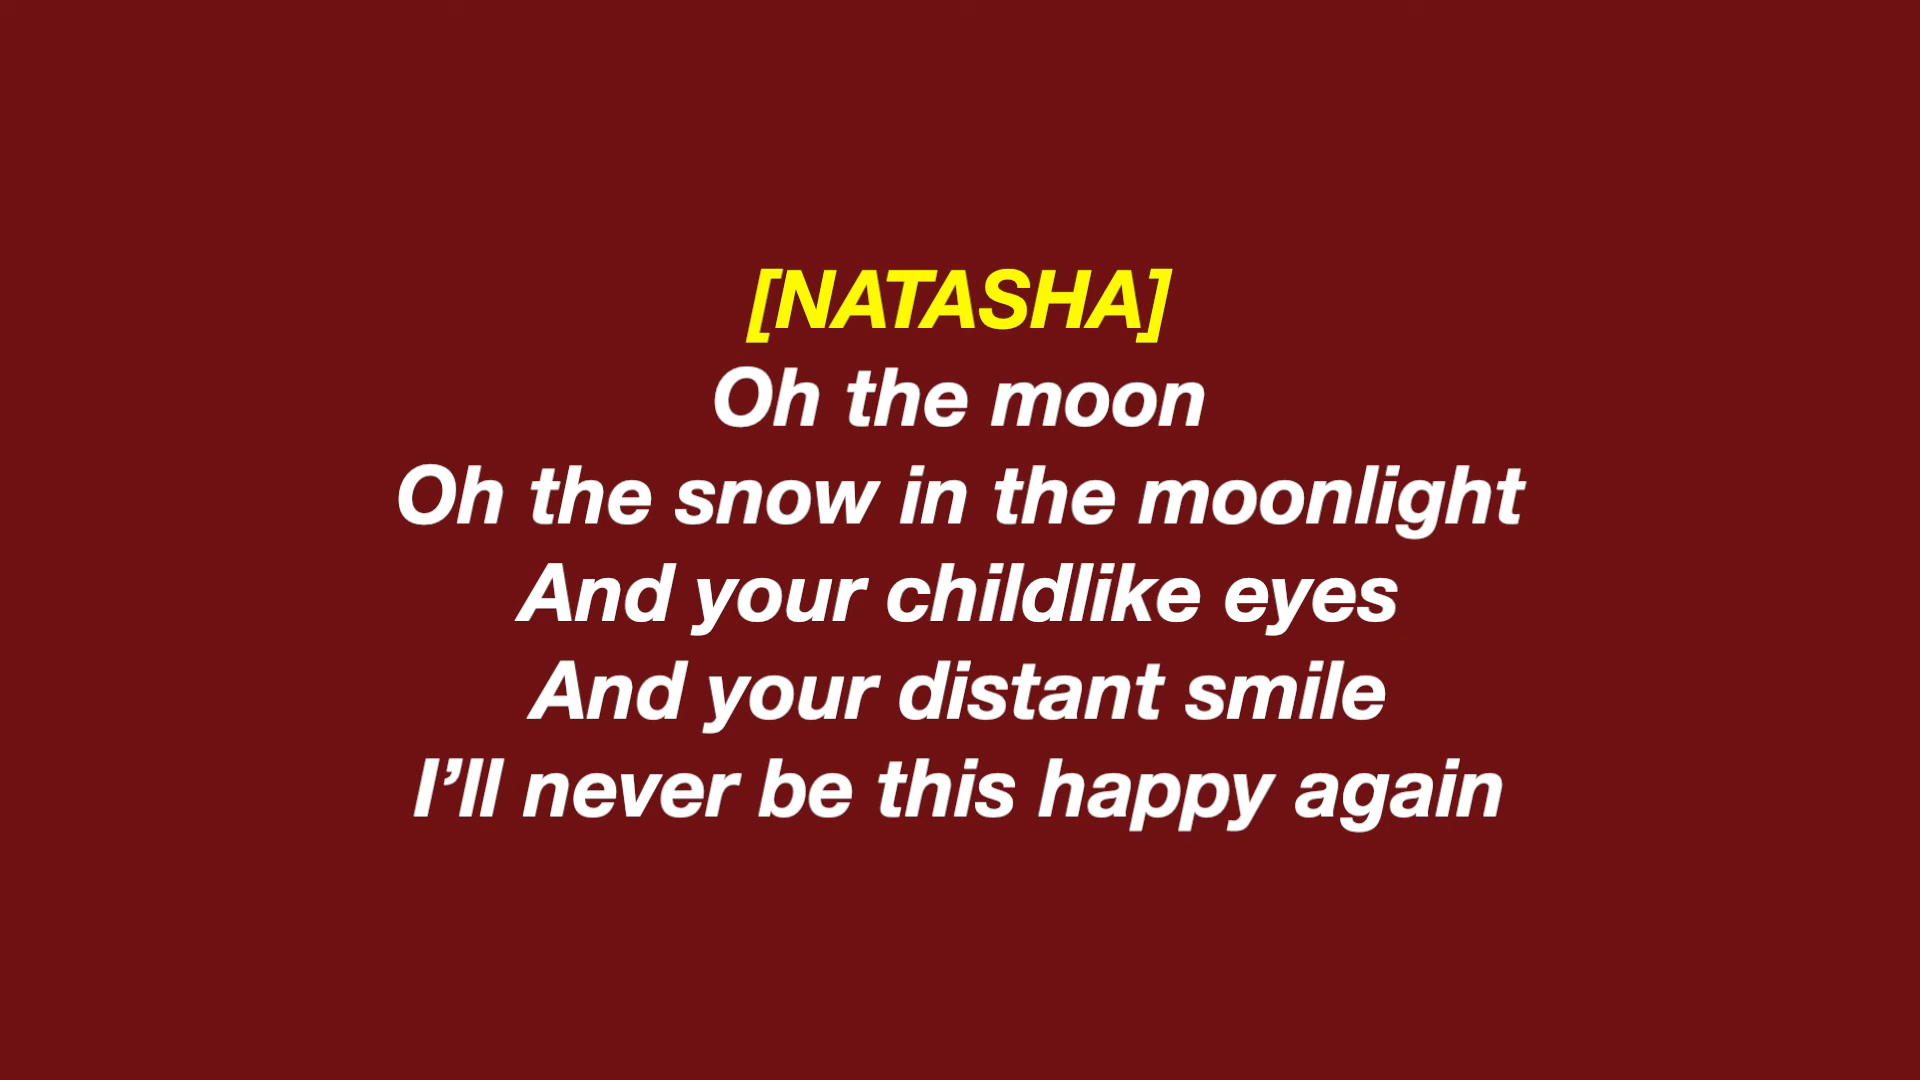 [NATASHA]
Oh the moon
Oh the snow in the moonlight
And your childlike eyes
And your distant smile
I’ll never be this happy again